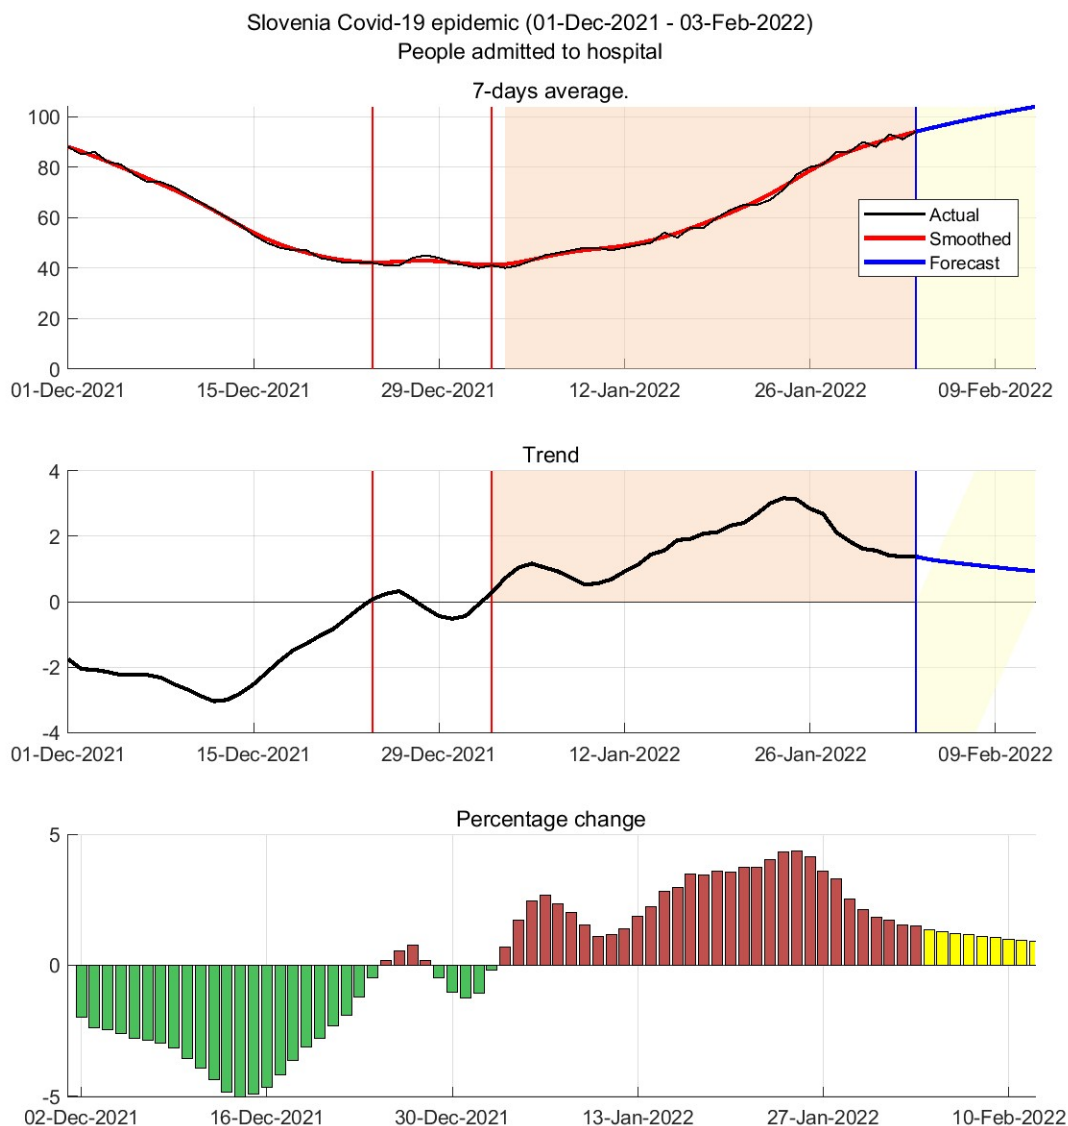 Slovenia Covid-19 epidemic (01-Dec-2021 - 03-Feb-2022)
People admitted to hospital
7-days average.
100
80
60
40
20
0
01-Dec-2021 15-Dec-2021 29-Dec-2021 12-Jan-2022 26-Jan-2022 09-Feb-2022
Actual
Smoothed
Forecast
Trend
4
2
0
-2
-4
01-Dec-2021 15-Dec-2021 29-Dec-2021 12-Jan-2022 26-Jan-2022 09-Feb-2022
Percentage change
5
0
-5
02-Dec-2021 16-Dec-2021 30-Dec-2021 13-Jan-2022 27-Jan-2022 10-Feb-2022